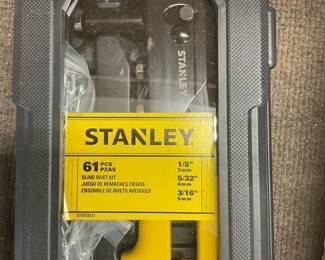 STANLEY
STANLEY
61 PCS
PZAS
BLIND RIVET KIT
JUEGO DE REMACHES CIEGOS
ENSEMBLE DE RIVETS AVEUGLES
1/8"
3mm
5/32"
4mm
3/16"
5mm